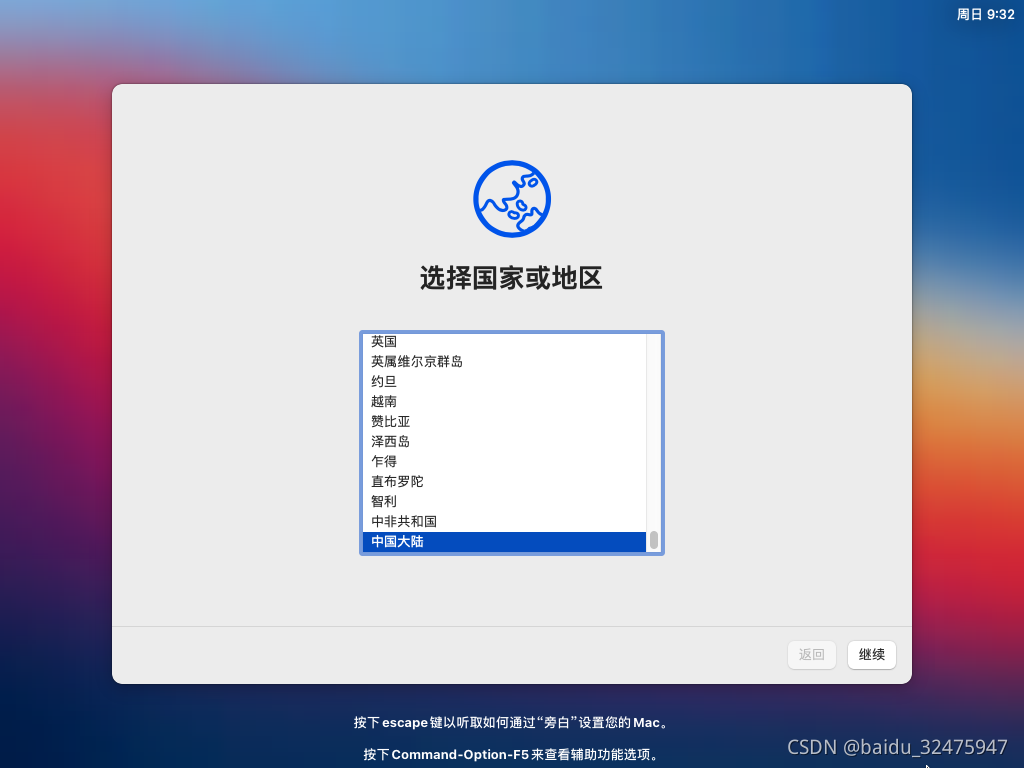 周日 9:32
选择国家或地区
英国
英属维尔京群岛
约旦
越南
赞比亚
泽西岛
乍得
直布罗陀
智利
中非共和国
中国大陆
返回
继续
按下 escape 键以听取如何通过“旁白”设置您的 Mac。
按下 Command-Option-F5 来查看辅助功能选项。
CSDN @baidu_32475947